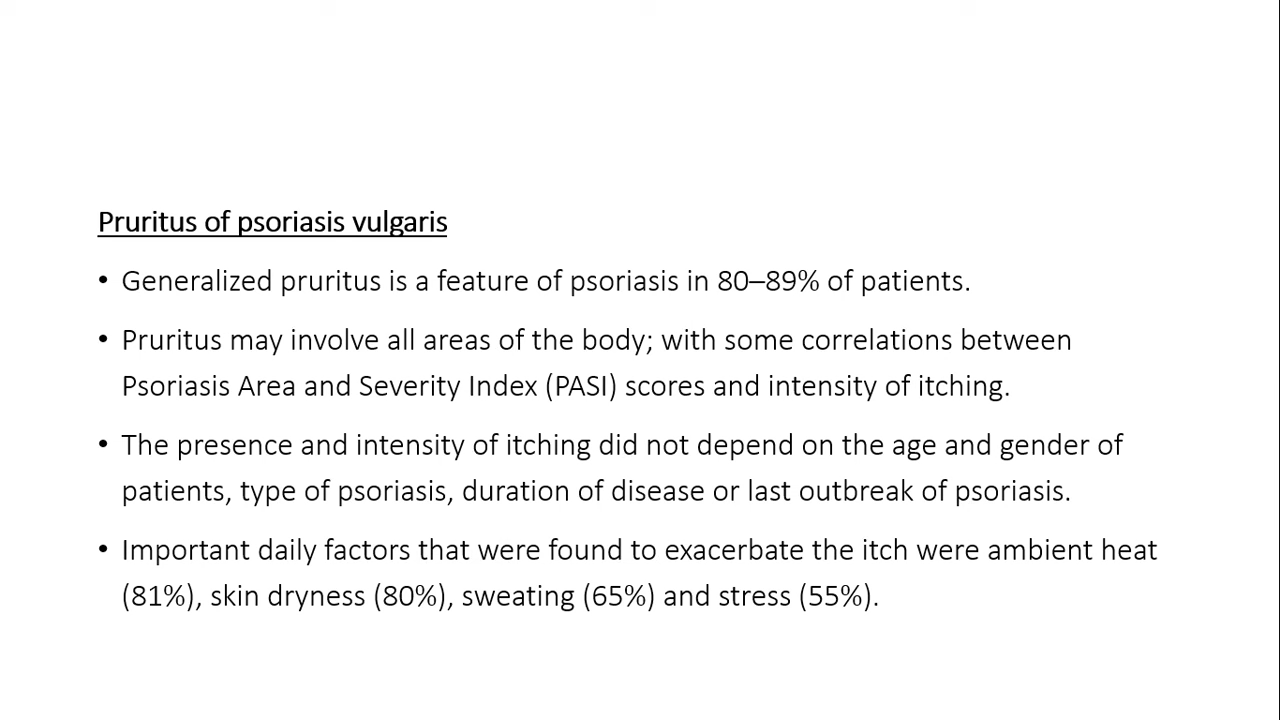 Pruritus of psoriasis vulgaris
• Generalized pruritus is a feature of psoriasis in 80–89% of patients.
• Pruritus may involve all areas of the body; with some correlations between
Psoriasis Area and Severity Index (PASI) scores and intensity of itching.
• The presence and intensity of itching did not depend on the age and gender of
patients, type of psoriasis, duration of disease or last outbreak of psoriasis.
• Important daily factors that were found to exacerbate the itch were ambient heat
(81%), skin dryness (80%), sweating (65%) and stress (55%).